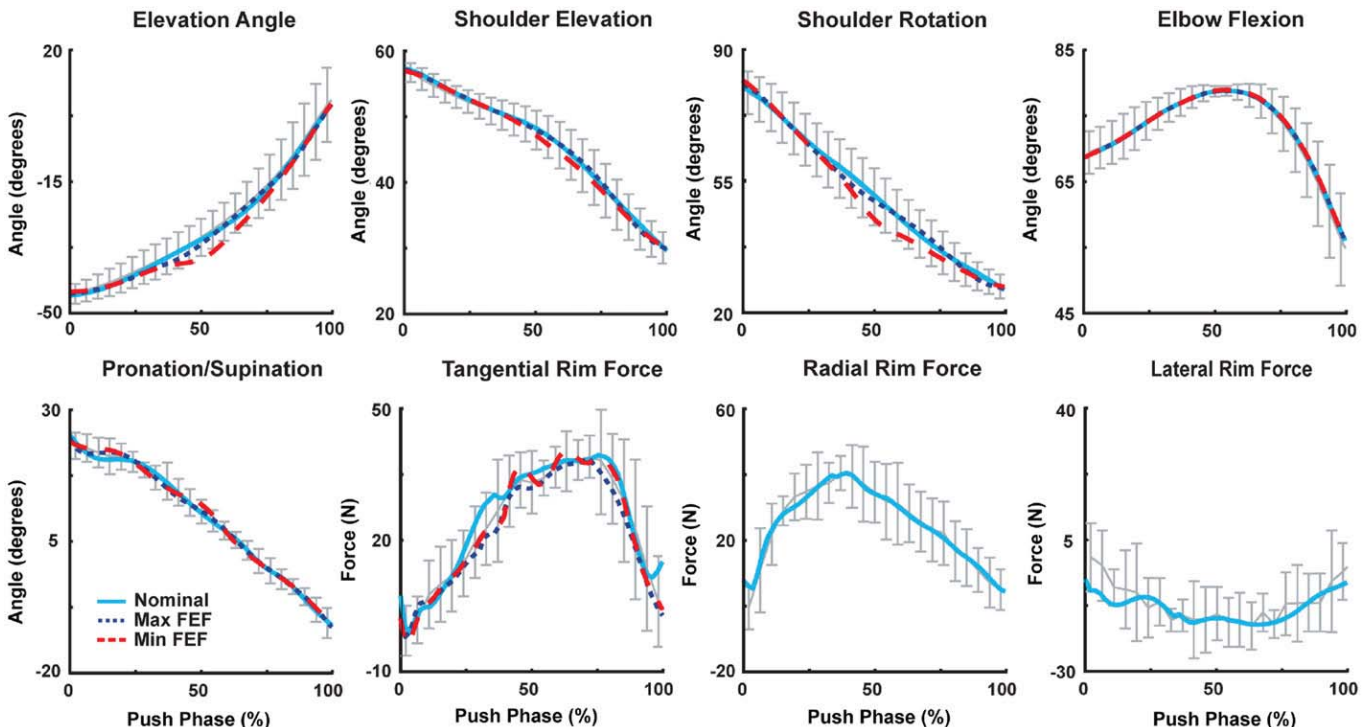 Elevation Angle
Shoulder Elevation
Shoulder Rotation
Elbow Flexion
Angle (degrees)
20
-15
-50
0
50
100
Angle (degrees)
60
40
20
0
50
100
Angle (degrees)
90
55
20
0
50
100
Angle (degrees)
85
65
45
0
50
100
Pronation/Supination
Tangential Rim Force
Radial Rim Force
Lateral Rim Force
Angle (degrees)
30
5
-20
Nominal
Max FEF
Min FEF
0
50
100
Push Phase (%)
Force (N)
50
20
-10
0
50
100
Push Phase (%)
Force (N)
60
20
-20
0
50
100
Push Phase (%)
Force (N)
40
5
-30
0
50
100
Push Phase (%)